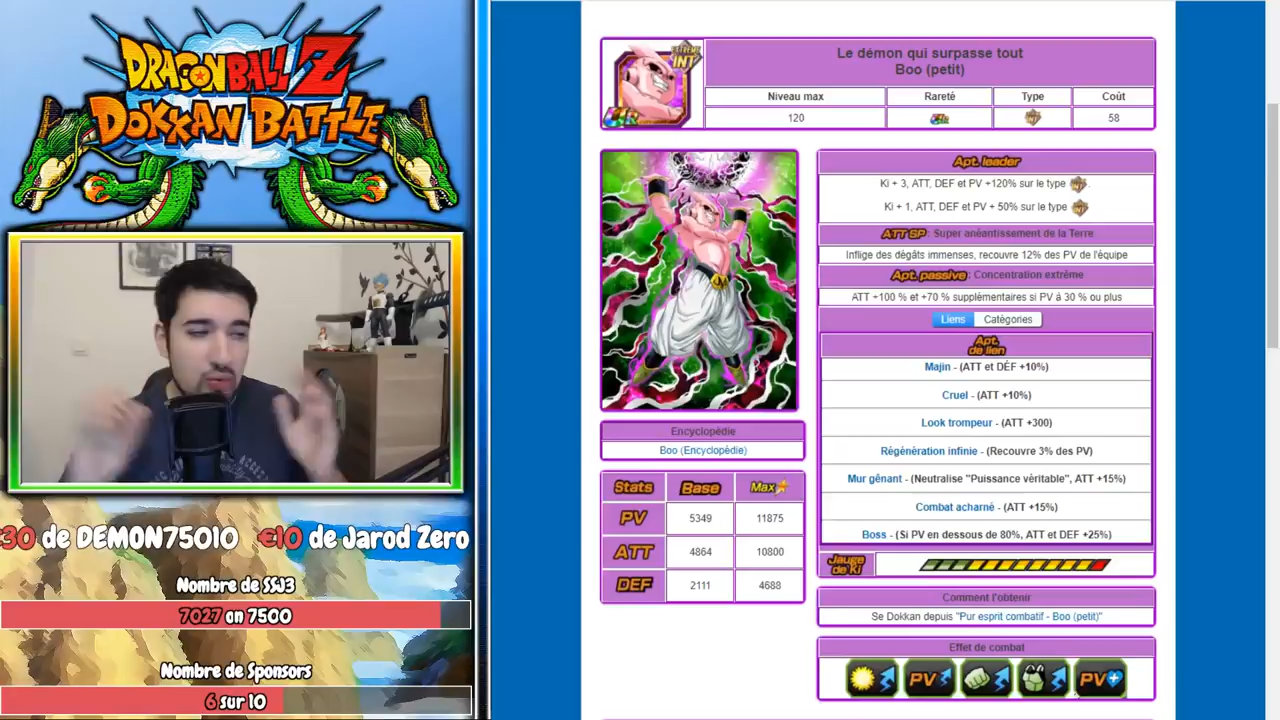 DRAGONBALL Z
DOKKAN BATTLE
€30 de DEMON75010 €10 de Jarod Zero
Nombre de SSJ3
7027 on 7500
Nombre de Sponsors
6 sur 10
EXTREME
INT
UR
Le démon qui surpasse tout
Boo (petit)
Niveau max Rareté Type Coût
120 UR 58
Apt. leader
Ki + 3, ATT, DEF et PV +120% sur le type
Ki + 1, ATT, DEF et PV + 50% sur le type
ATT SP: Super anéantissement de la Terre
Inflige des dégâts immenses, recouvre 12% des PV de l'équipe
Apt. passive: Concentration extrême
ATT +100 % et +70 % supplémentaires si PV à 30 % ou plus
Liens Catégories
Apt.
de lien
Majin - (ATT et DÉF +10%)
Cruel - (ATT +10%)
Look trompeur - (ATT +300)
Régénération infinie - (Recouvre 3% des PV)
Mur gênant - (Neutralise "Puissance véritable", ATT +15%)
Combat acharné - (ATT +15%)
Boss - (Si PV en dessous de 80%, ATT et DEF +25%)
Jauge
de Ki
Comment l'obtenir
Se Dokkan depuis "Pur esprit combatif - Boo (petit)"
Effet de combat
PV PV+
Encyclopédie
Boo (Encyclopédie)
Stats Base Max
PV 5349 11875
ATT 4864 10800
DEF 2111 4688